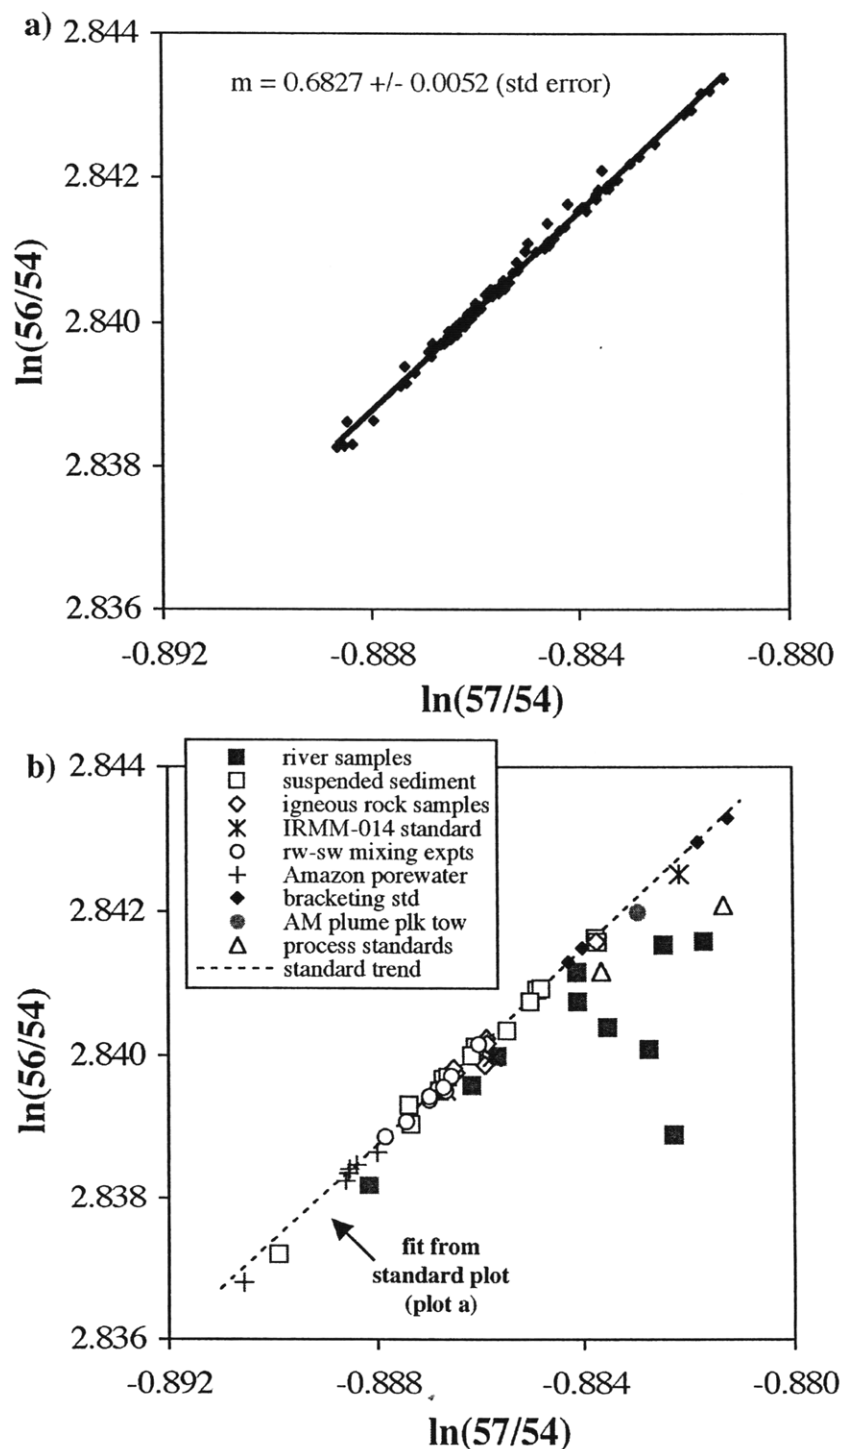 a)
2.844
m = 0.6827 +/- 0.0052 (std error)
2.842
ln(56/54)
2.840
2.838
2.836
-0.892 -0.888 -0.884 -0.880
ln(57/54)
b)
2.844
river samples
suspended sediment
igneous rock samples
IRMM-014 standard
rw-sw mixing expts
Amazon porewater
bracketing std
AM plume plk tow
process standards
standard trend
2.842
ln(56/54)
2.840
2.838
fit from
standard plot
(plot a)
2.836
-0.892 -0.888 -0.884 -0.880
ln(57/54)